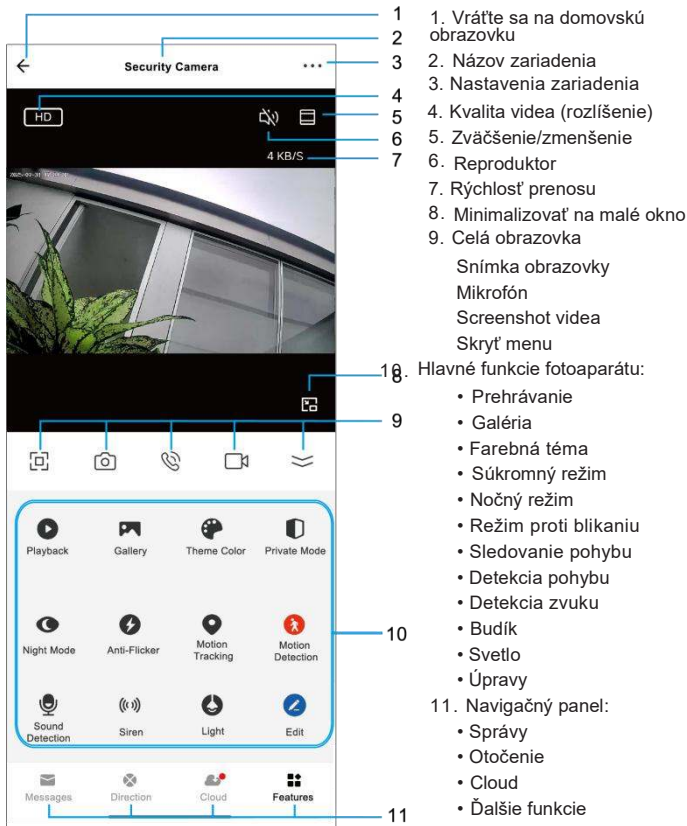 1
2
3
4
5
6
7
8
9
10
11
Security Camera
HD
4 KB/S
Playback
Gallery
Theme Color
Private Mode
Night Mode
Anti-Flicker
Motion
Tracking
Motion
Detection
Sound
Detection
Siren
Light
Edit
Messages
Direction
Cloud
Features
1. Vráťte sa na domovskú
obrazovku
2. Názov zariadenia
3. Nastavenia zariadenia
4. Kvalita videa (rozlíšenie)
5. Zväčšenie/zmenšenie
6. Reproduktor
7. Rýchlosť prenosu
8. Minimalizovať na malé okno
9. Celá obrazovka
Snímka obrazovky
Mikrofón
Screenshot videa
Skryť menu
10. Hlavné funkcie fotoaparátu:
• Prehrávanie
• Galéria
• Farebná téma
• Súkromný režim
• Nočný režim
• Režim proti blikaniu
• Sledovanie pohybu
• Detekcia pohybu
• Detekcia zvuku
• Budík
• Svetlo
• Úpravy
11. Navigačný panel:
• Správy
• Otočenie
• Cloud
• Ďalšie funkcie